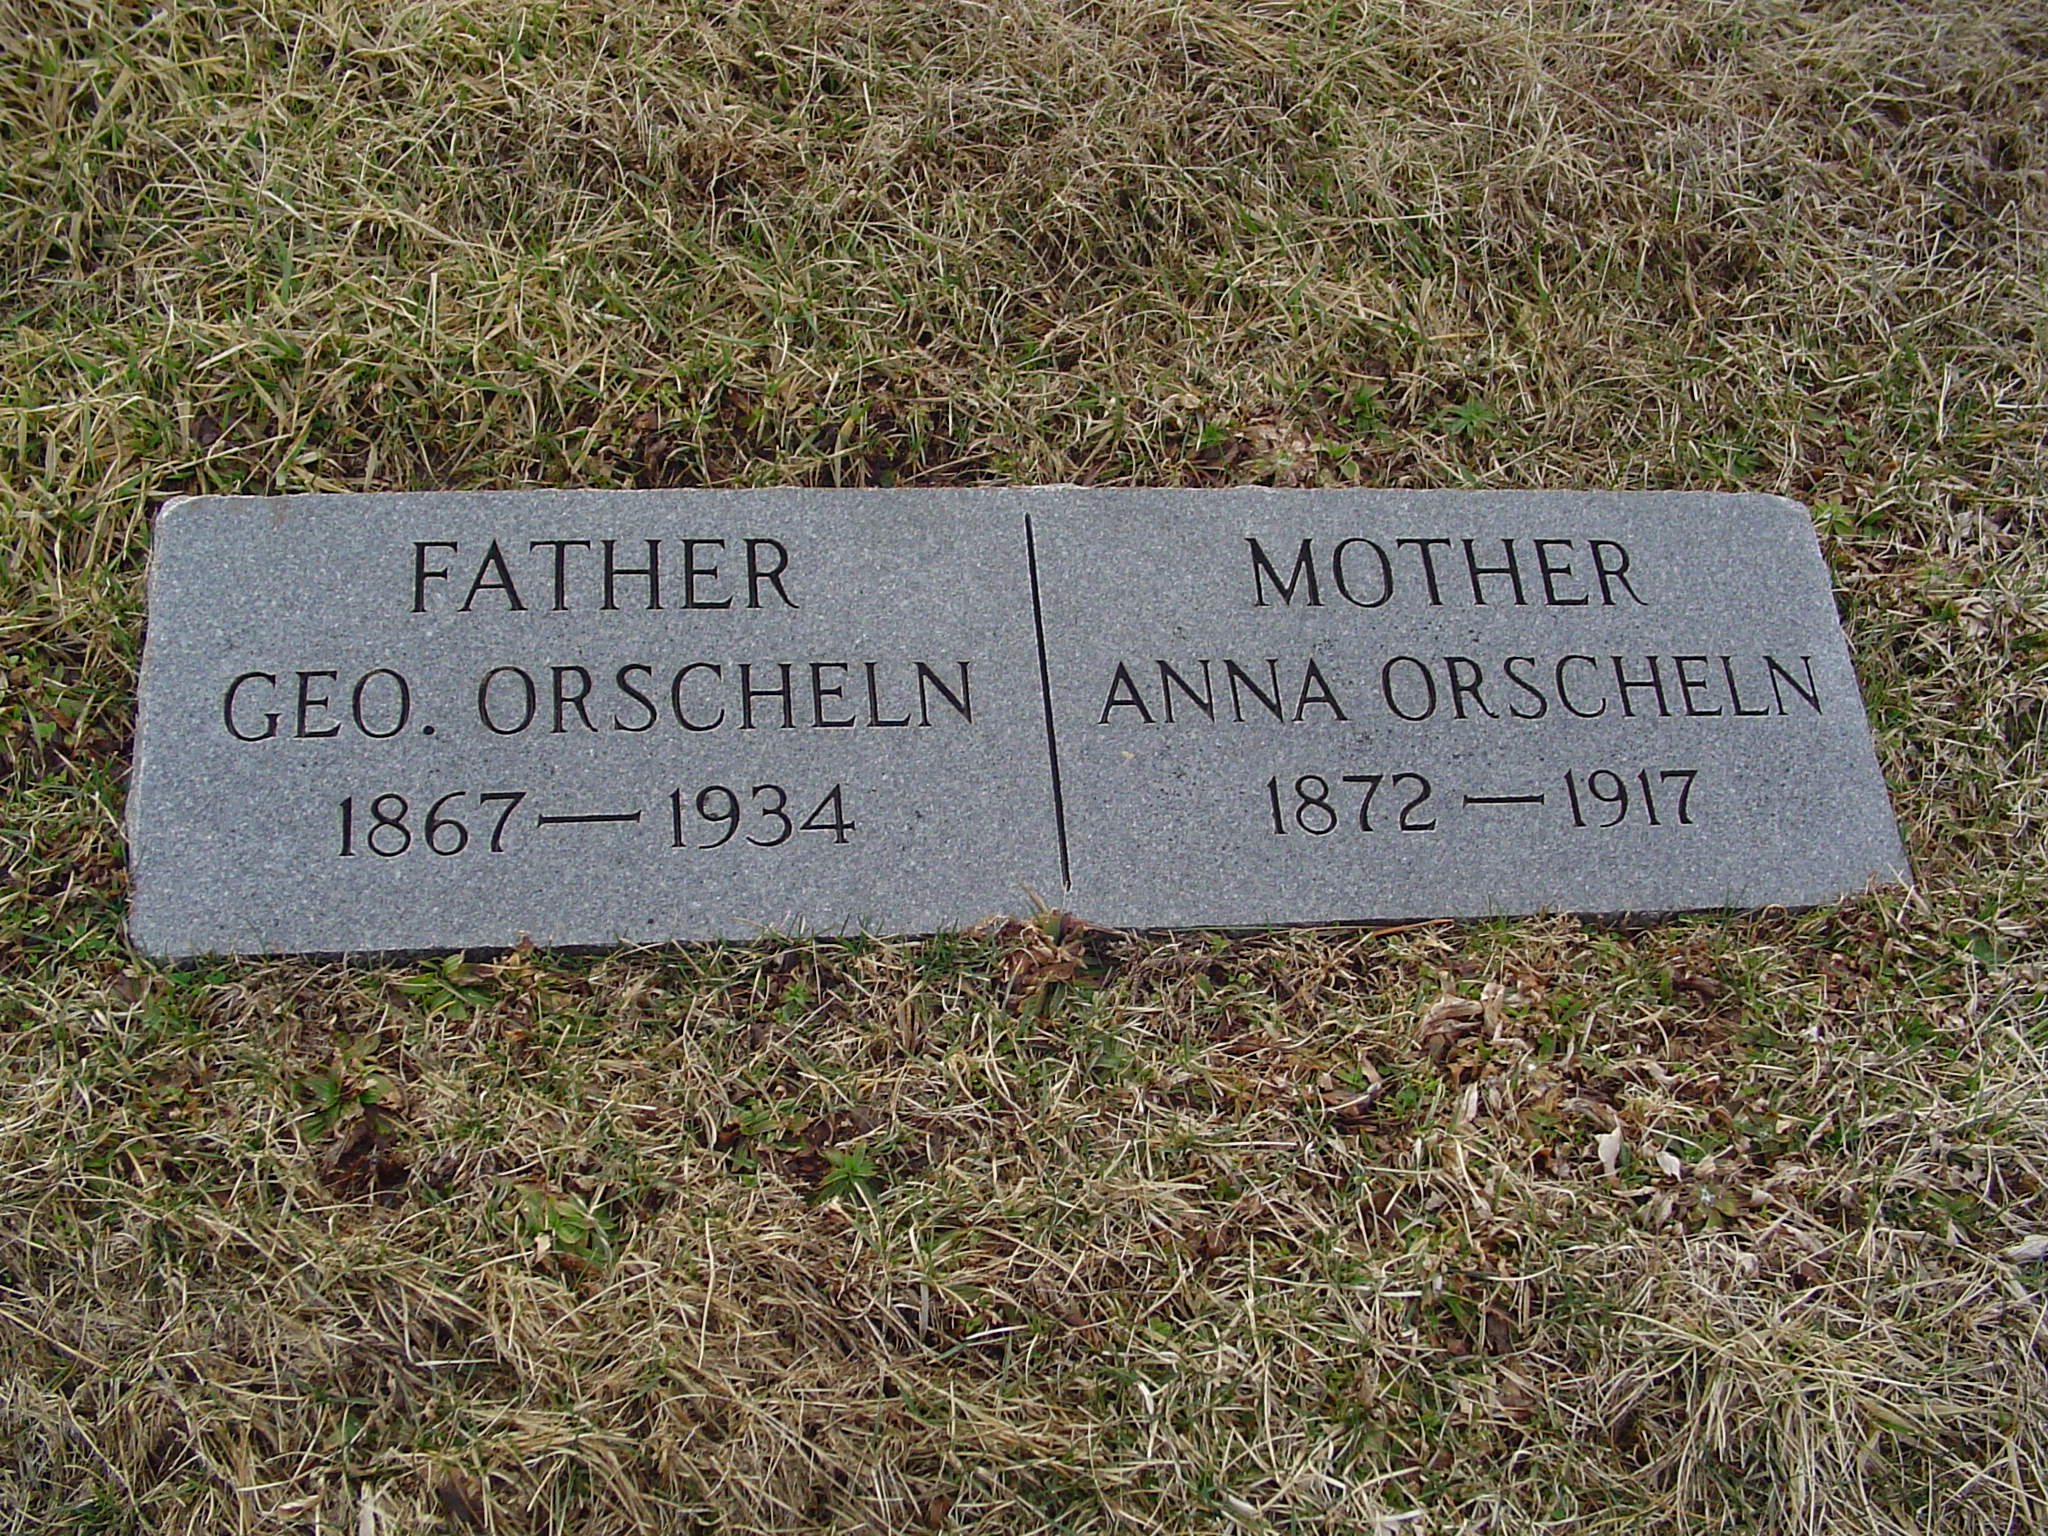 FATHER
GEO. ORSCHELN
1867—1934
MOTHER
ANNA ORSCHELN
1872—1917